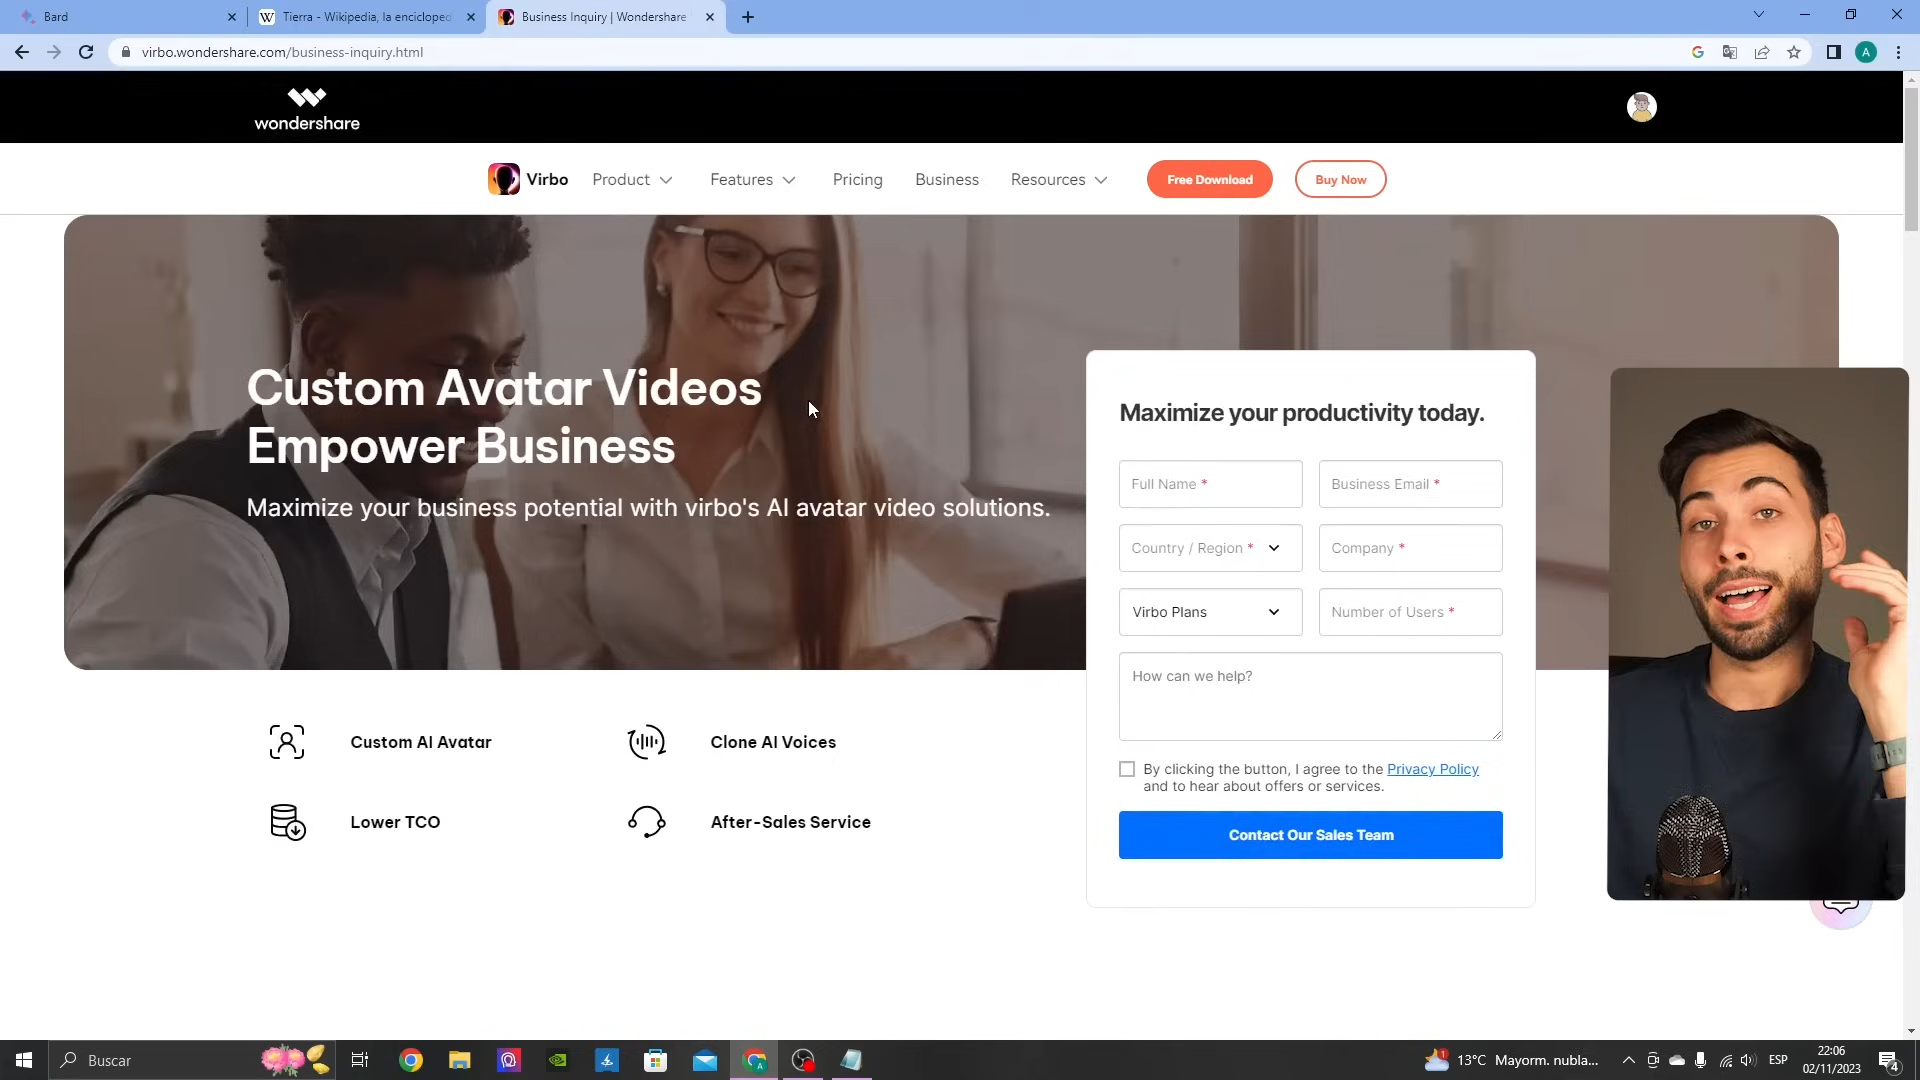 Bard
Tierra - Wikipedia, la encicloped
Business Inquiry | Wondershare
virbo.wondershare.com/business-inquiry.html
A
wondershare
Virbo
Product
Features
Pricing
Business
Resources
Free Download
Buy Now
Custom Avatar Videos
Empower Business
Maximize your business potential with virbo's AI avatar video solutions.
Custom AI Avatar
Clone AI Voices
Lower TCO
After-Sales Service
Maximize your productivity today.
Full Name *
Business Email *
Country / Region *
Company *
Virbo Plans
Number of Users *
How can we help?
By clicking the button, I agree to the Privacy Policy
and to hear about offers or services.
Contact Our Sales Team
Buscar
13°C Mayorm. nubla...
ESP
22:06
02/11/2023
4